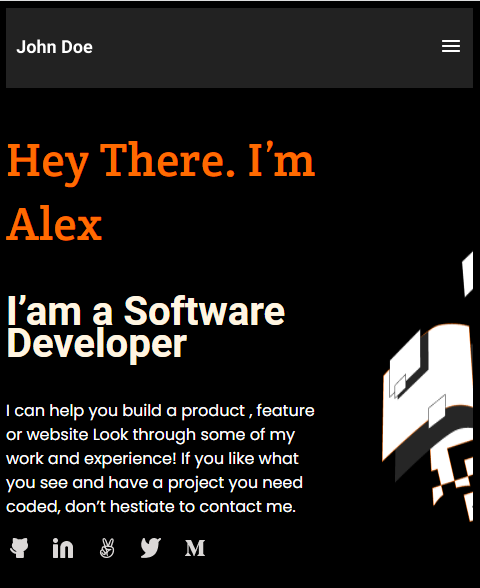 John Doe
Hey There. I’m
Alex
I’am a Software
Developer
I can help you build a product , feature
or website Look through some of my
work and experience! If you like what
you see and have a project you need
coded, don’t hestiate to contact me.